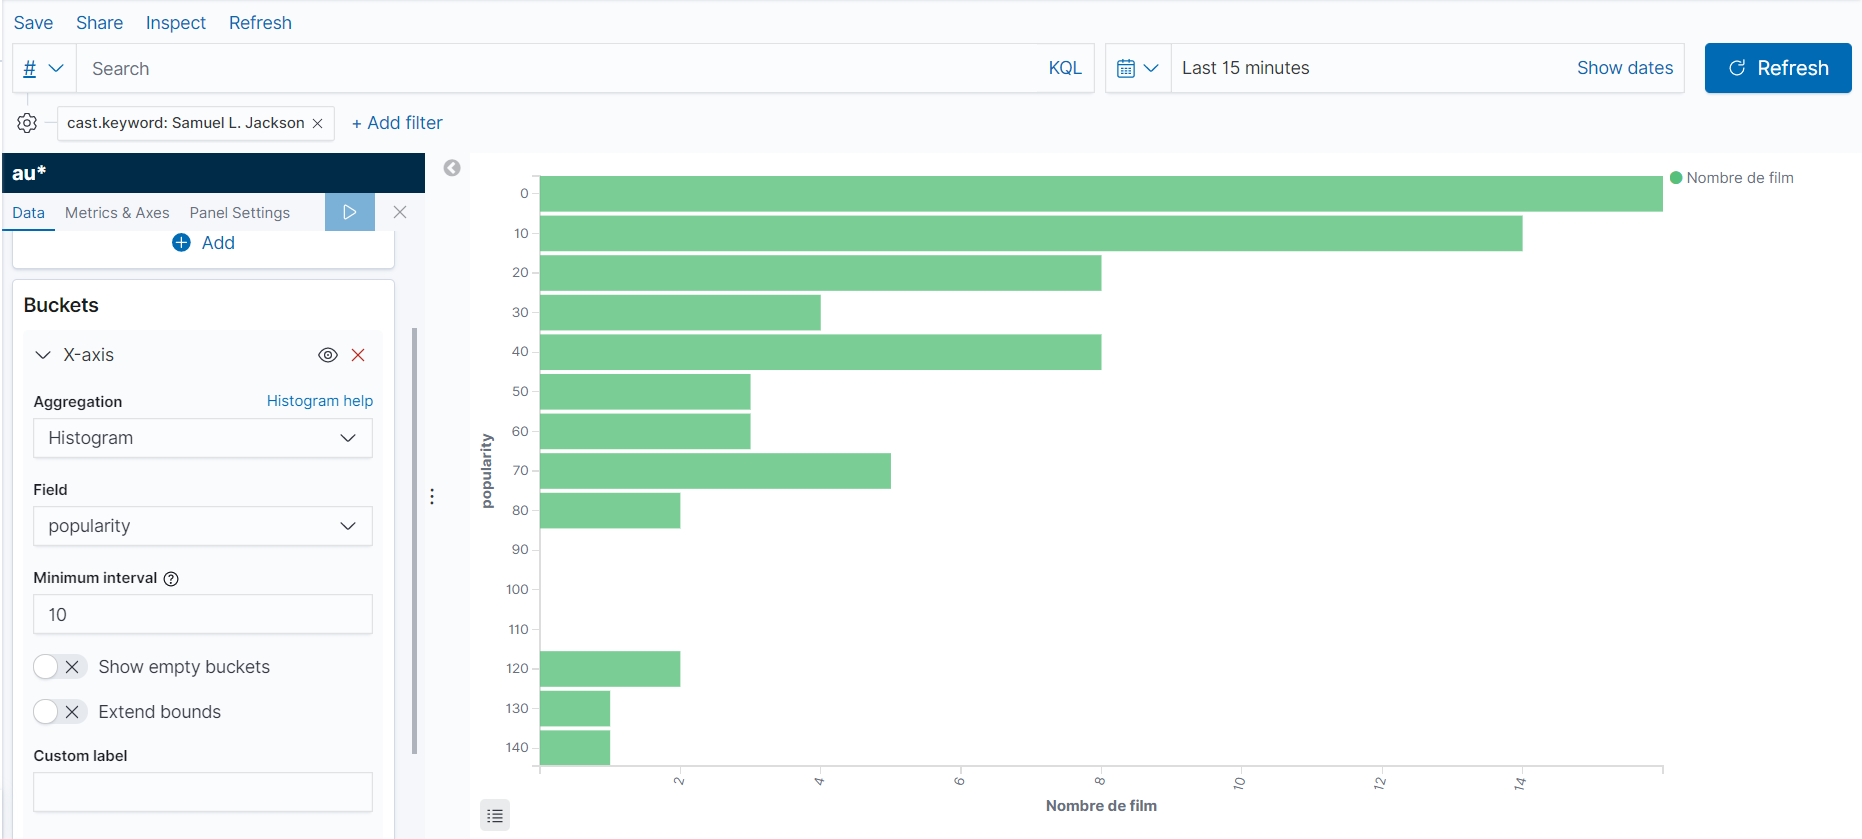 Save Share Inspect Refresh
# Search KQL Last 15 minutes Show dates Refresh
cast.keyword: Samuel L. Jackson + Add filter
au*
Data Metrics & Axes Panel Settings
Add
Buckets
X-axis
Aggregation Histogram help
Histogram
Field
popularity
Minimum interval
10
Show empty buckets
Extend bounds
Custom label
popularity
0
10
20
30
40
50
60
70
80
90
100
110
120
130
140
2 4 6 8 10 12 14
Nombre de film
Nombre de film